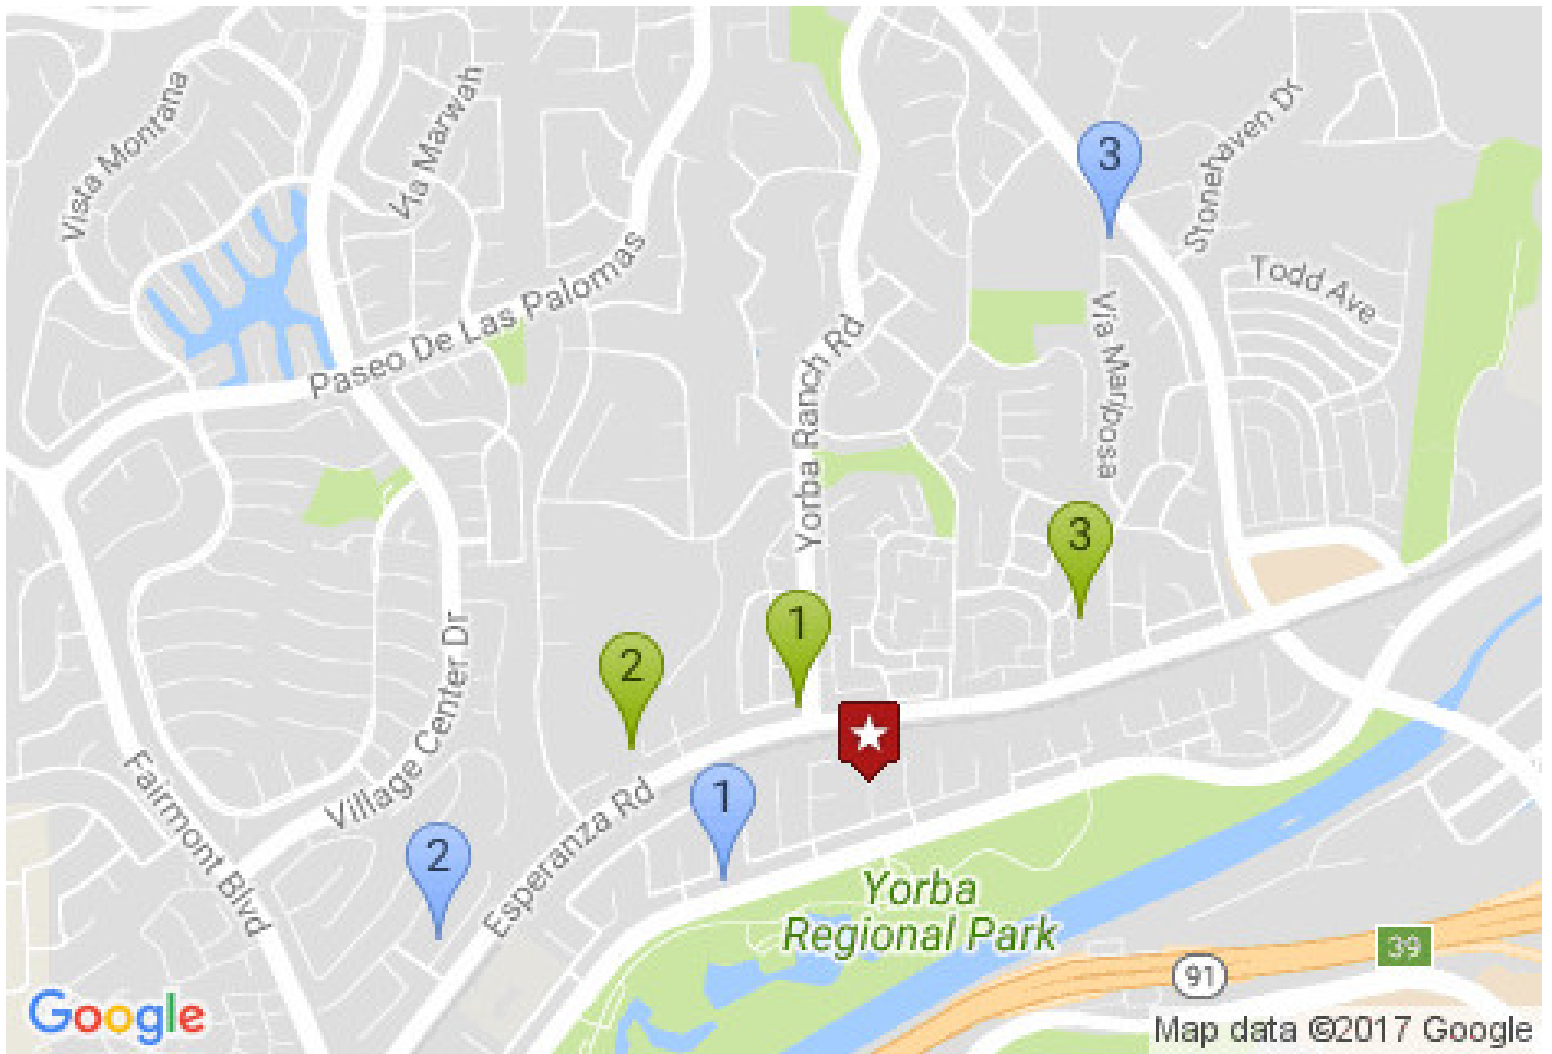 Vista Montana
Via Marwah
3
Stonehaven Dr
Todd Ave
Paseo De Las Palomas
Via Mariposa
Yorba Ranch Rd
3
1
2
Village Center Dr
1
2
Fairmont Blvd
Esperanza Rd
Yorba
Regional Park
39
91
Google
Map data ©2017 Google